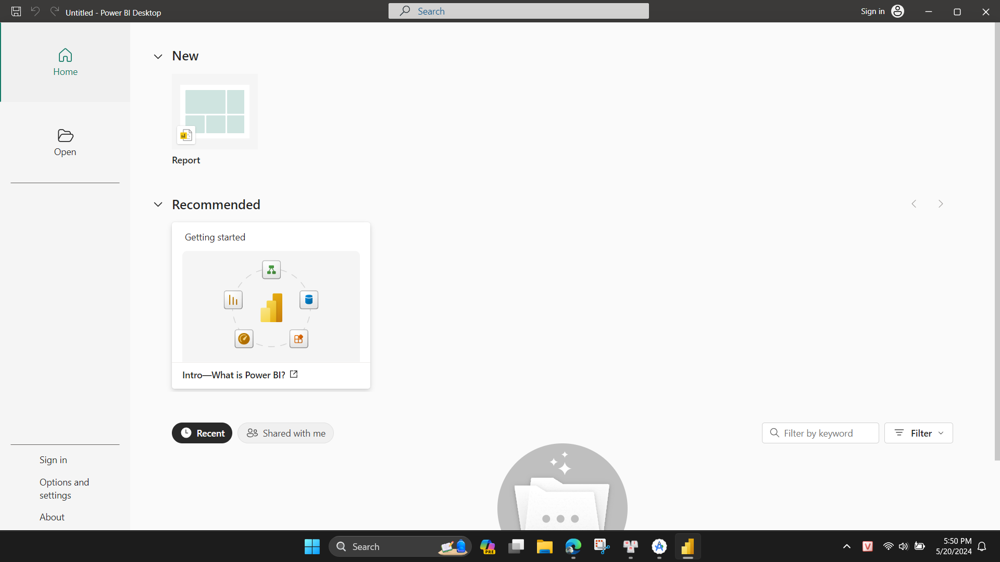 Untitled - Power BI Desktop
Search
Sign in
Home
Open
New
Report
Recommended
Getting started
Intro—What is Power BI?
Recent
Shared with me
Filter by keyword
Filter
Sign in
Options and
settings
About
Search
PRE
V
5:50 PM
5/20/2024